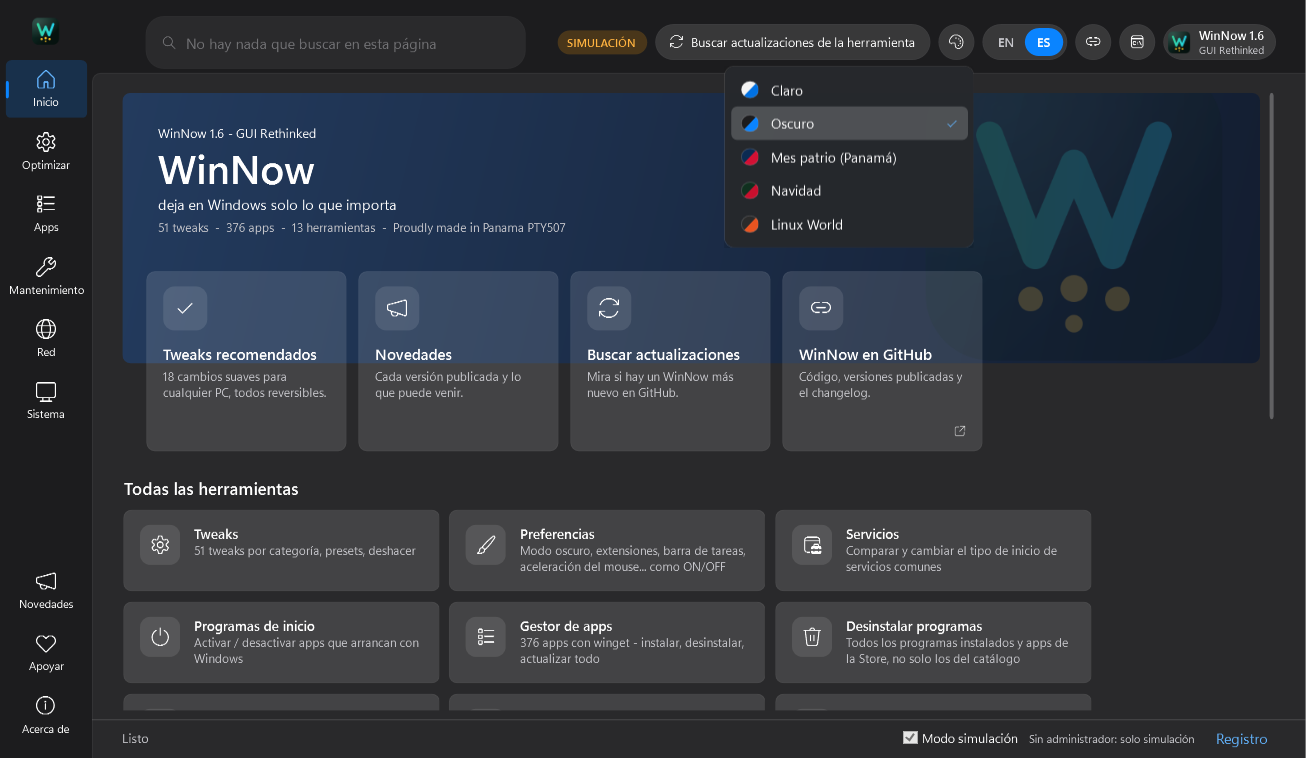 No hay nada que buscar en esta página
SIMULACIÓN
Buscar actualizaciones de la herramienta
EN
ES
WinNow 1.6
GUI Rethinked
Inicio
Optimizar
Apps
Mantenimiento
Red
Sistema
Novedades
Apoyar
Acerca de
Claro
Oscuro
Mes patrio (Panamá)
Navidad
Linux World
WinNow 1.6 - GUI Rethinked
WinNow
deja en Windows solo lo que importa
51 tweaks - 376 apps - 13 herramientas - Proudly made in Panama PTY507
Tweaks recomendados
18 cambios suaves para
cualquier PC, todos reversibles.
Novedades
Cada versión publicada y lo
que puede venir.
Buscar actualizaciones
Mira si hay un WinNow más
nuevo en GitHub.
WinNow en GitHub
Código, versiones publicadas y
el changelog.
Todas las herramientas
Tweaks
51 tweaks por categoría, presets, deshacer
Preferencias
Modo oscuro, extensiones, barra de tareas,
aceleración del mouse... como ON/OFF
Servicios
Comparar y cambiar el tipo de inicio de
servicios comunes
Programas de inicio
Activar / desactivar apps que arrancan con
Windows
Gestor de apps
376 apps con winget - instalar, desinstalar,
actualizar todo
Desinstalar programas
Todos los programas instalados y apps de
la Store, no solo los del catálogo
Listo
Modo simulación
Sin administrador: solo simulación
Registro